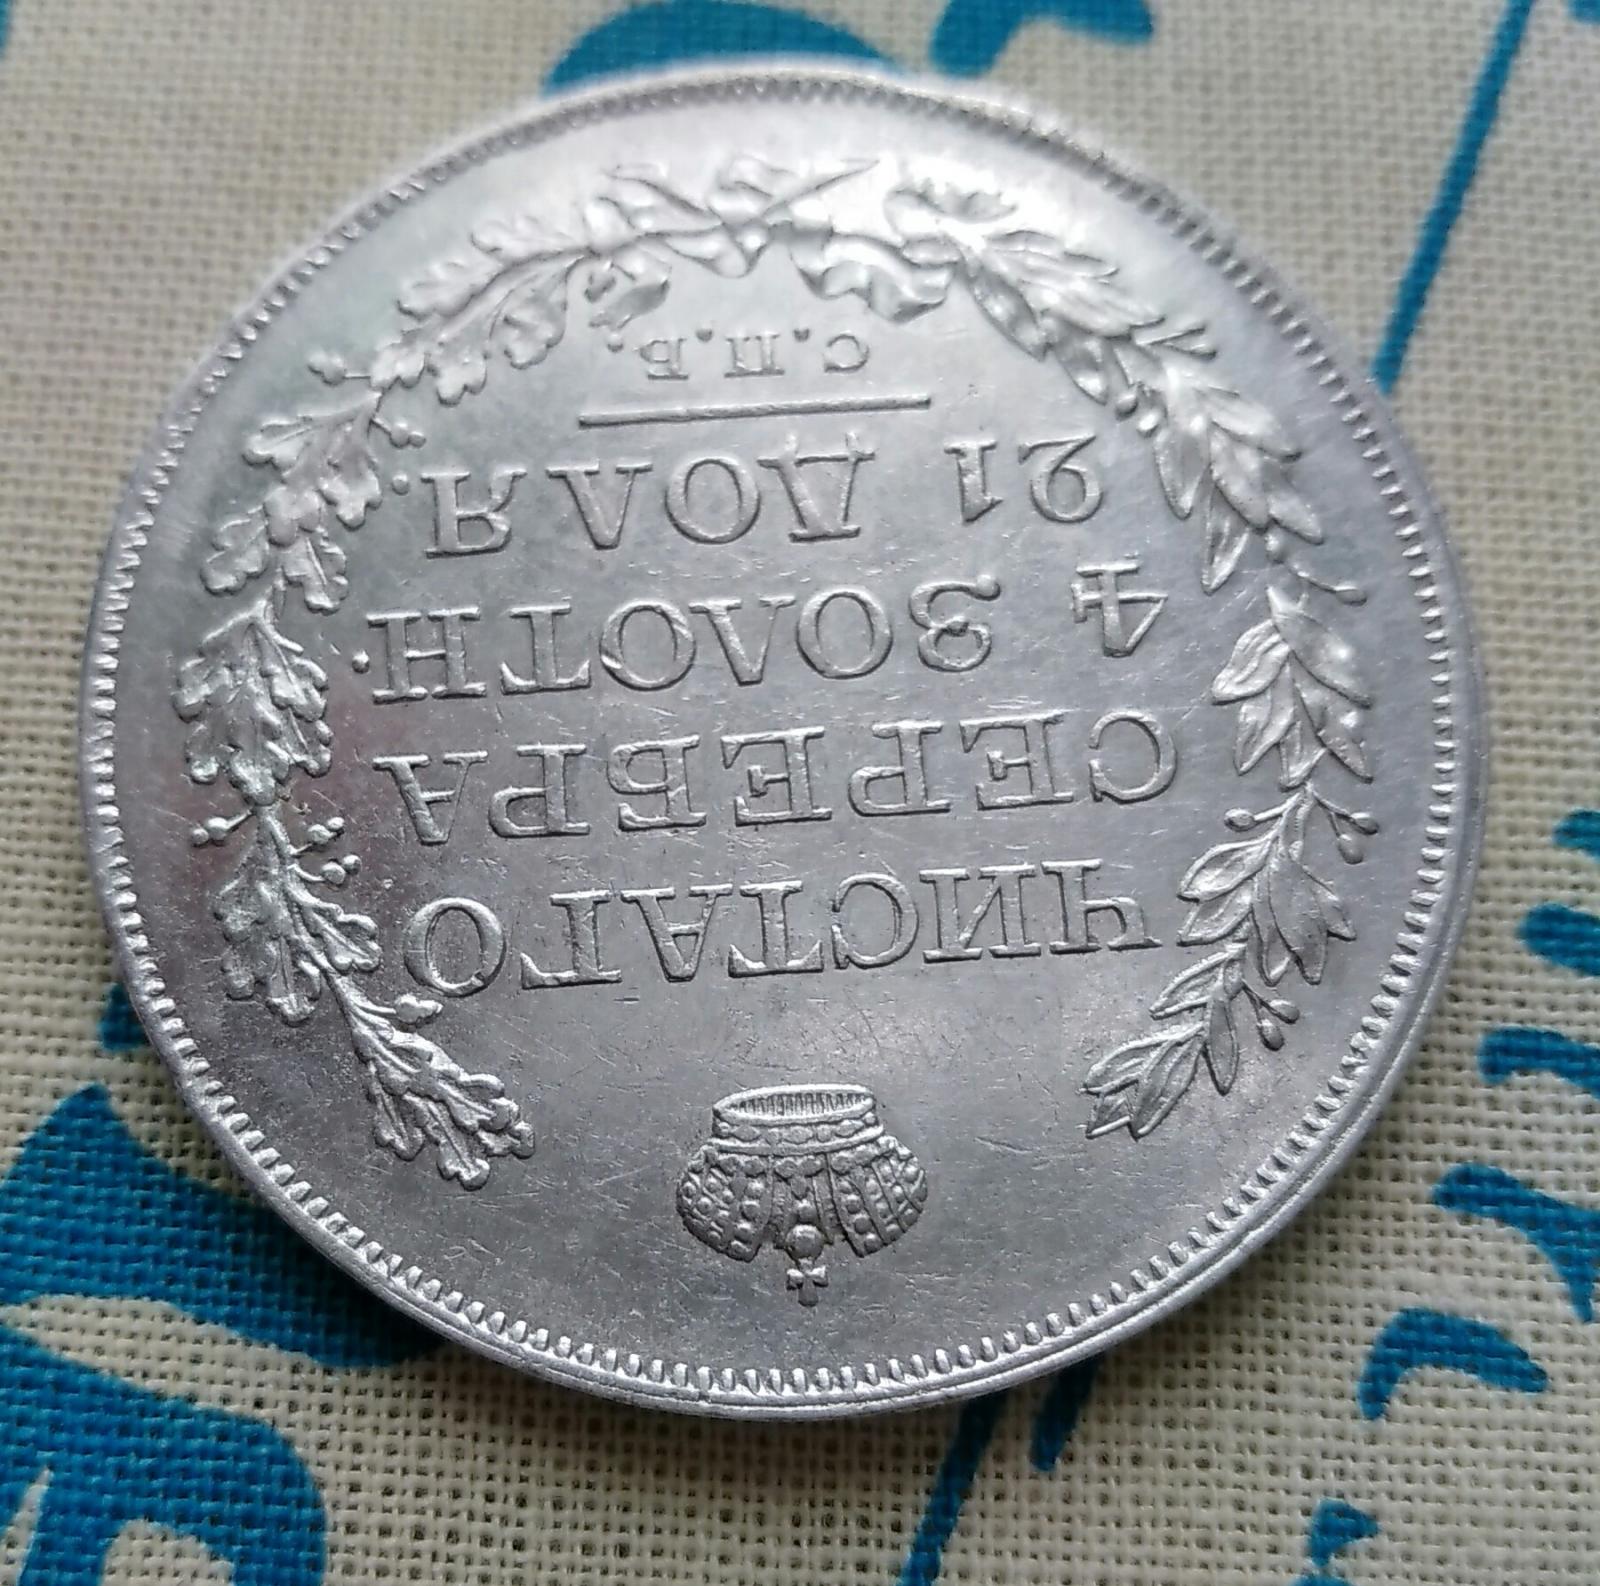 ЧИСТАГО
СЕРЕБРА
4 ЗОЛОТН.
21 ДОЛЯ.
С.П.Б.